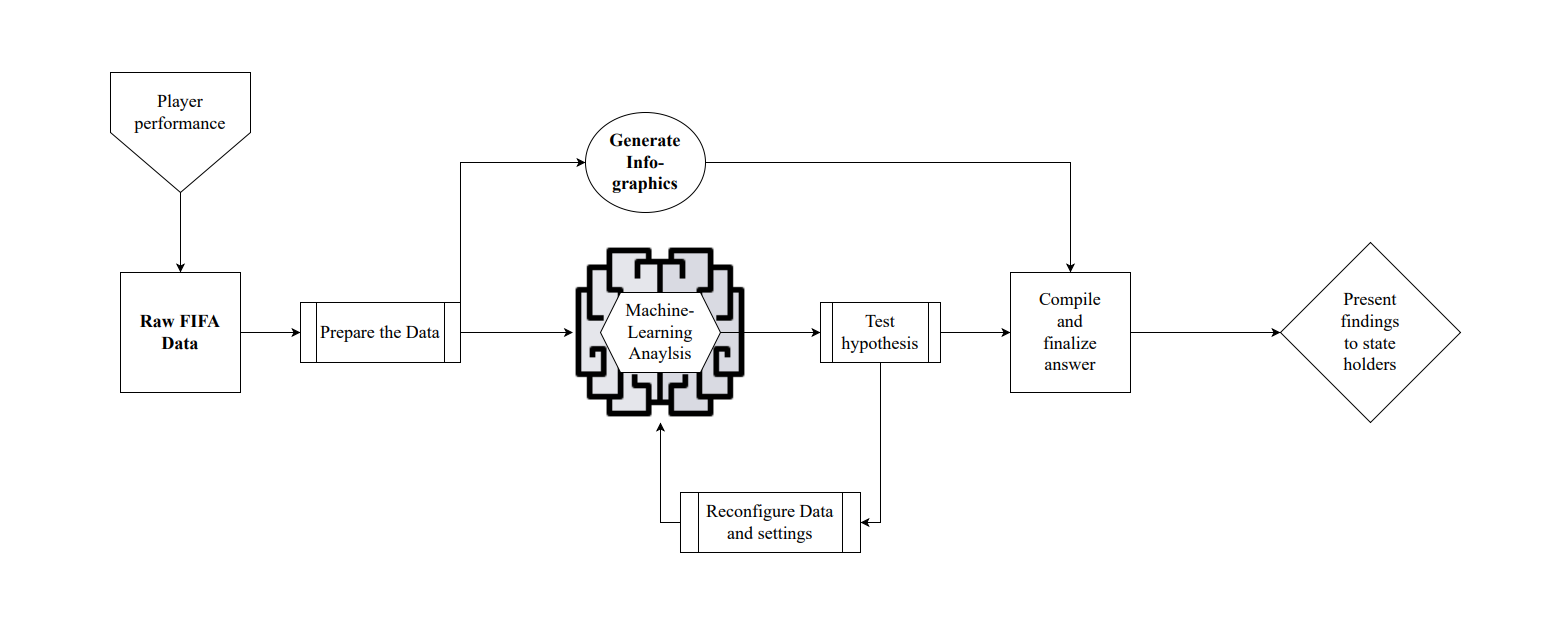 Player
performance
Generate
Info-
graphics
Raw FIFA
Data
Prepare the Data
Machine-
Learning
Anaylsis
Test
hypothesis
Compile
and
finalize
answer
Present
findings
to state
holders
Reconfigure Data
and settings